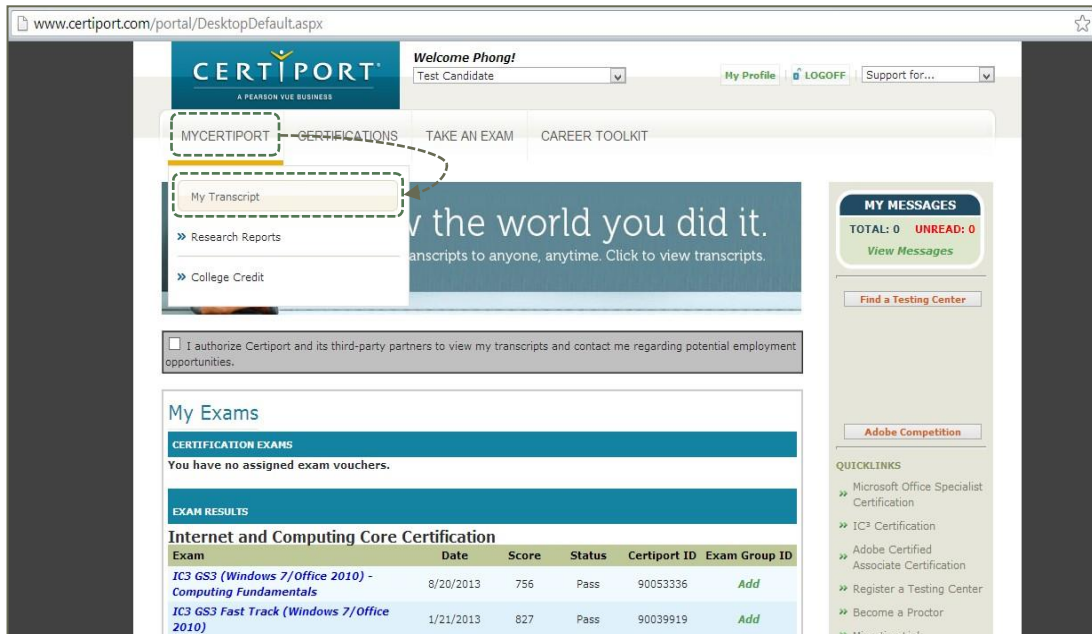 www.certiport.com/portal/DesktopDefault.aspx
CERTIPORT
A PEARSON VUE BUSINESS
Welcome Phong!
Test Candidate
My Profile
LOGOFF
Support for...
MYCERTIPORT
CERTIFICATIONS
TAKE AN EXAM
CAREER TOOLKIT
My Transcript
» Research Reports
» College Credit
the world you did it.
anscripts to anyone, anytime. Click to view transcripts.
MY MESSAGES
TOTAL: 0 UNREAD: 0
View Messages
Find a Testing Center
I authorize Certiport and its third-party partners to view my transcripts and contact me regarding potential employment
opportunities.
My Exams
CERTIFICATION EXAMS
You have no assigned exam vouchers.
EXAM RESULTS
Internet and Computing Core Certification
Exam Date Score Status Certiport ID Exam Group ID
IC3 GS3 (Windows 7/Office 2010) -
Computing Fundamentals
8/20/2013 756 Pass 90053336 Add
IC3 GS3 Fast Track (Windows 7/Office
2010)
1/21/2013 827 Pass 90039919 Add
Adobe Competition
QUICKLINKS
» Microsoft Office Specialist
Certification
» IC³ Certification
» Adobe Certified
Associate Certification
» Register a Testing Center
» Become a Proctor